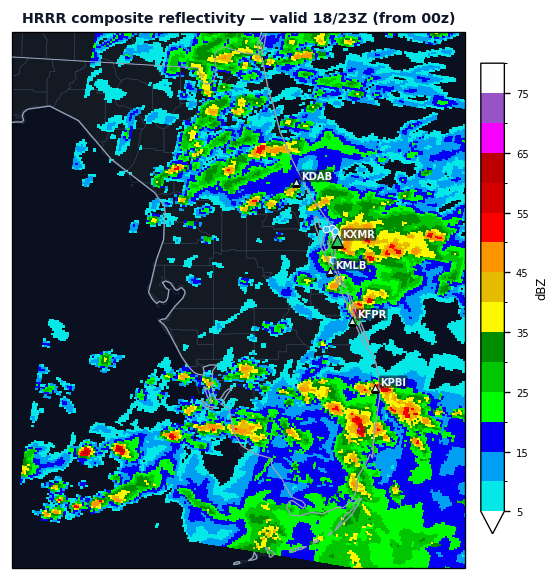 HRRR composite reflectivity — valid 18/23Z (from 00z)
KDAB
KXMR
KMLB
KFPR
KPBI
75
65
55
45
35
25
15
5
dBZ